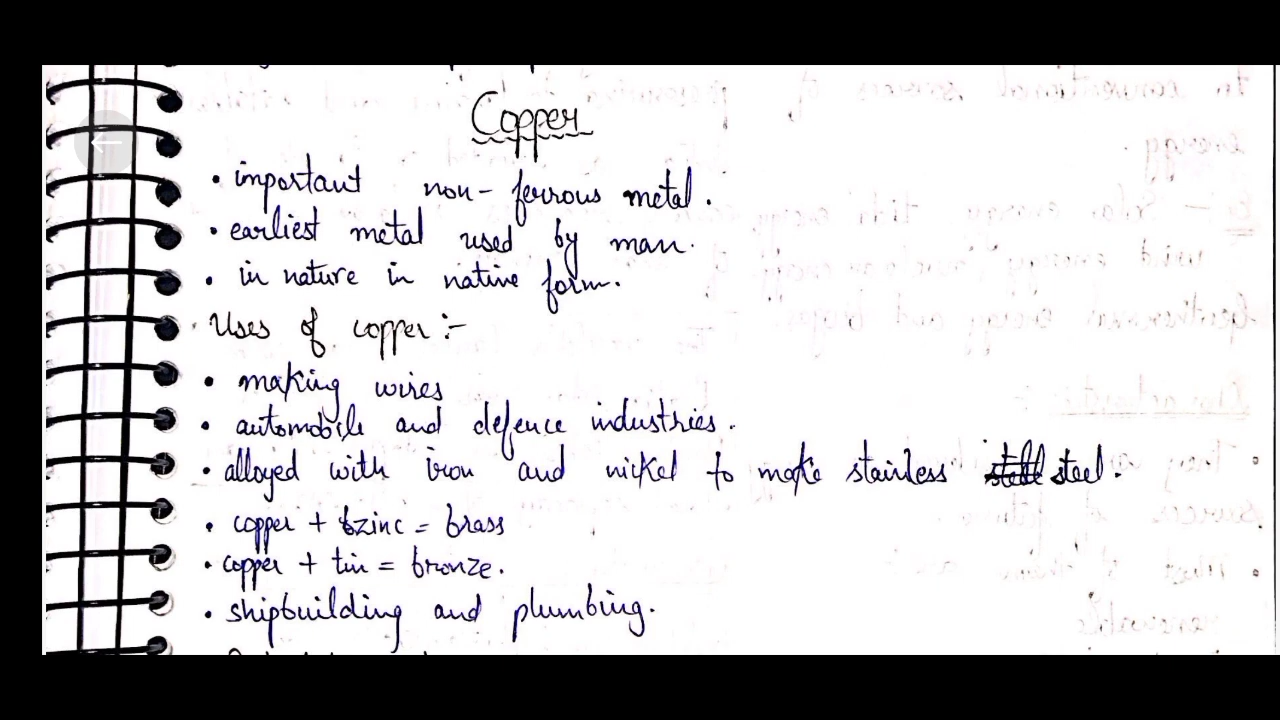 Copper
• important non-ferrous metal.
• earliest metal used by man.
• in nature in native form.
Uses of copper :-
• making wires
• automobile and defence industries.
• alloyed with iron and nickel to make stainless steel.
• copper + zinc = brass
• copper + tin = bronze.
• shipbuilding and plumbing.